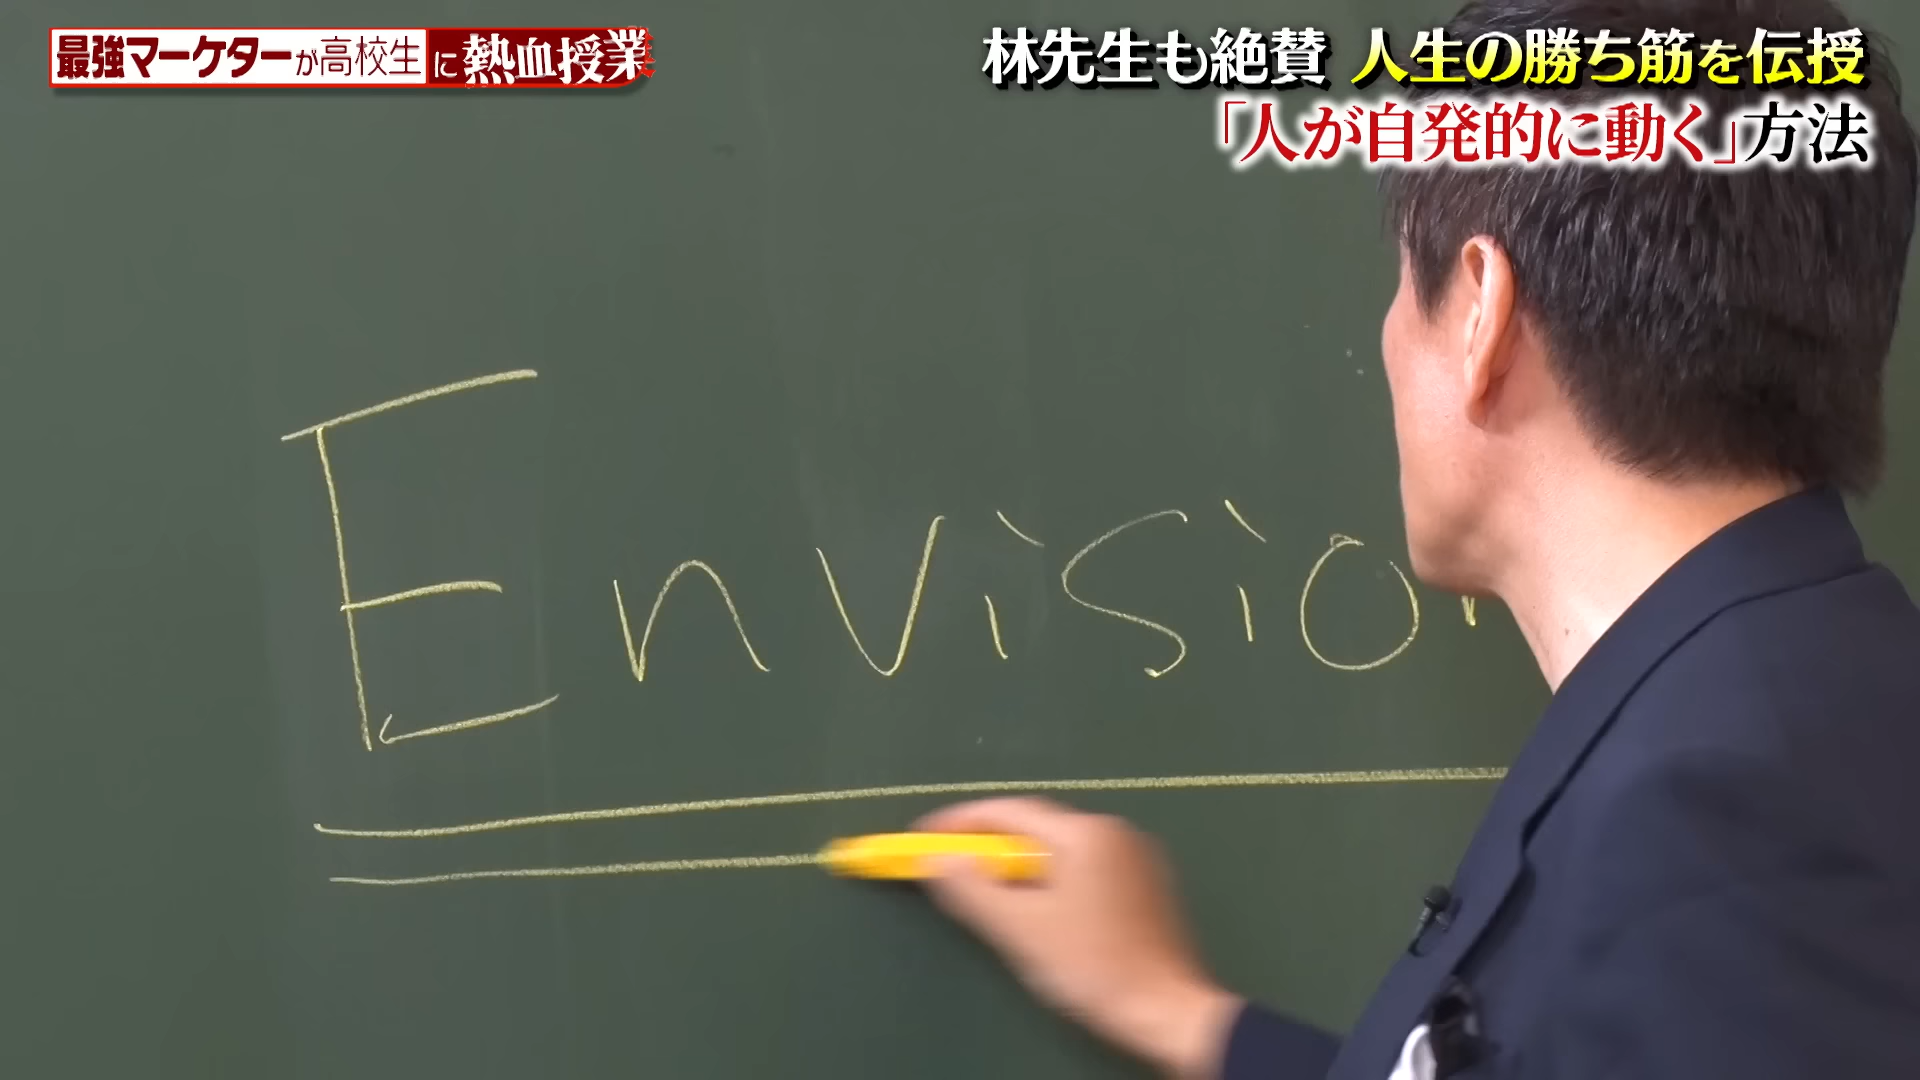 最強マーケターが高校生に熱血授業
林先生も絶賛 人生の勝ち筋を伝授
「人が自発的に動く」方法
Envision